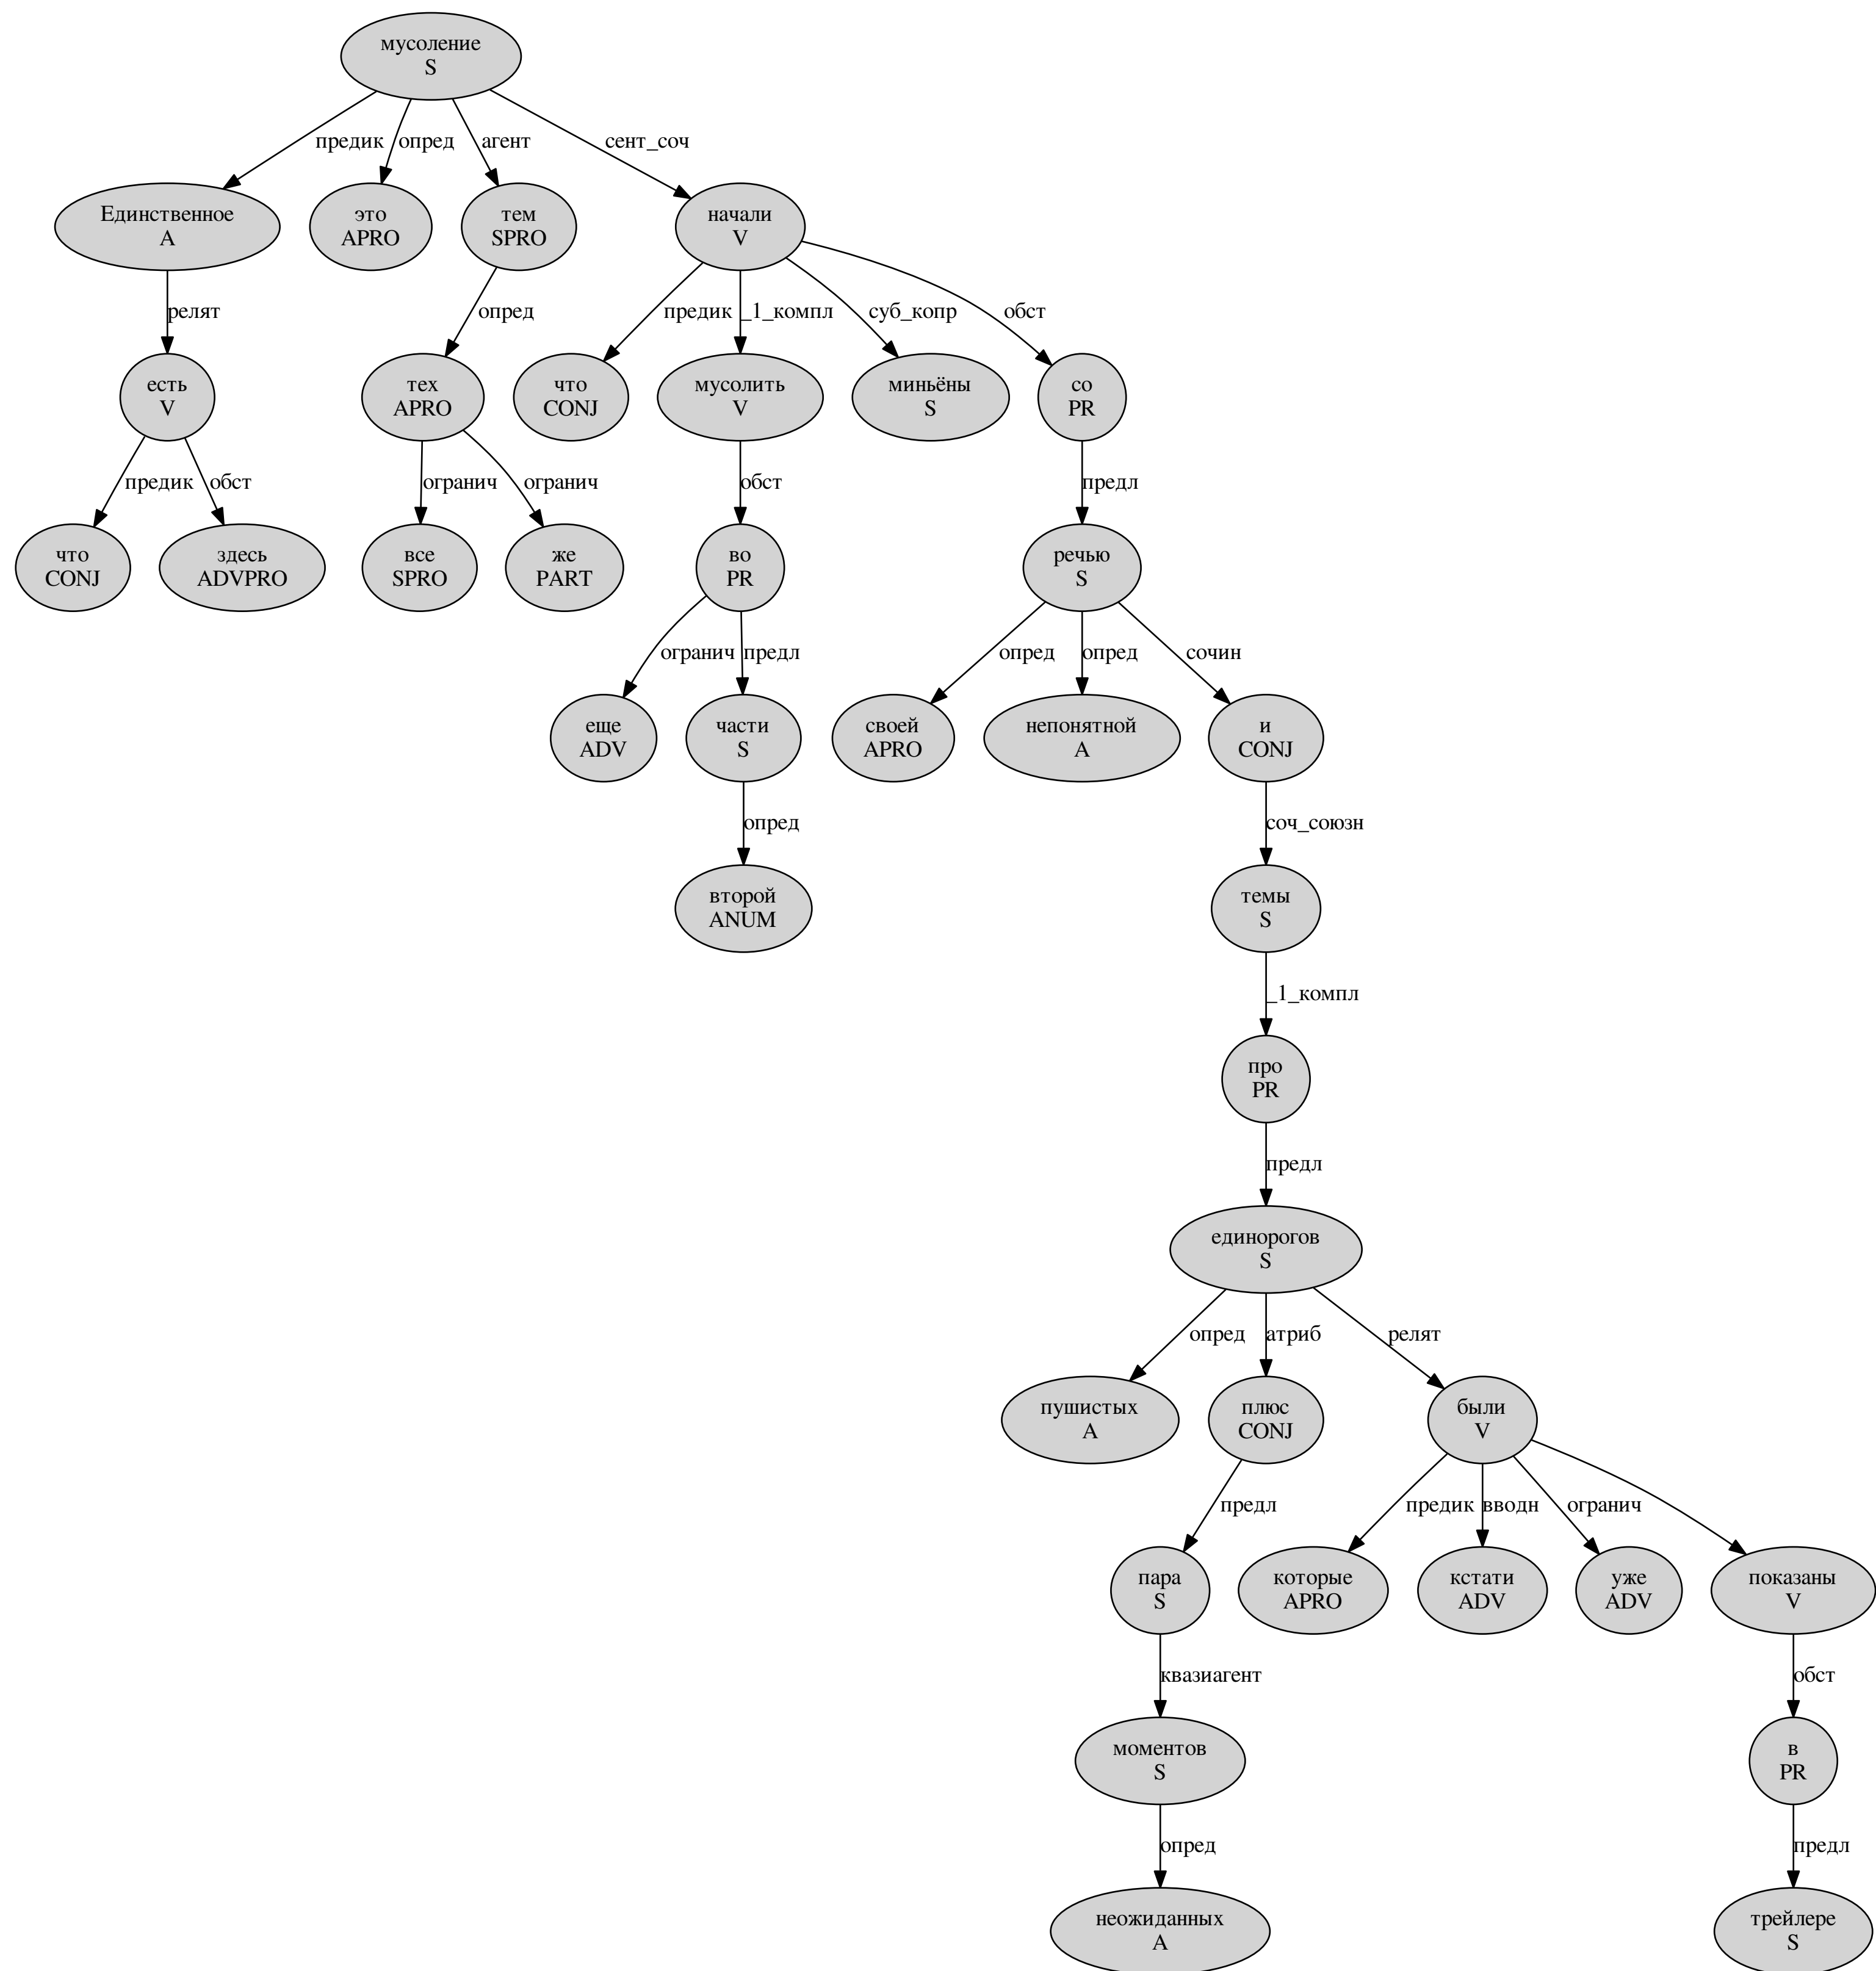 мусоление
S
предик
опред
агент
сент_соч
Единственное
A
это
APRO
тем
SPRO
начали
V
релят
опред
предик
_1_компл
суб_копр
обст
есть
V
тех
APRO
что
CONJ
мусолить
V
миньёны
S
со
PR
предик
обст
огранич
огранич
обст
предл
что
CONJ
здесь
ADVPRO
все
SPRO
же
PART
во
PR
речью
S
огранич
предл
опред
опред
сочин
еще
ADV
части
S
своей
APRO
непонятной
A
и
CONJ
опред
соч_союзн
второй
ANUM
темы
S
_1_компл
про
PR
предл
единорогов
S
опред
атриб
релят
пушистых
A
плюс
CONJ
были
V
предл
предик
вводн
огранич
пара
S
которые
APRO
кстати
ADV
уже
ADV
показаны
V
квазиагент
обст
моментов
S
в
PR
опред
предл
неожиданных
A
трейлере
S